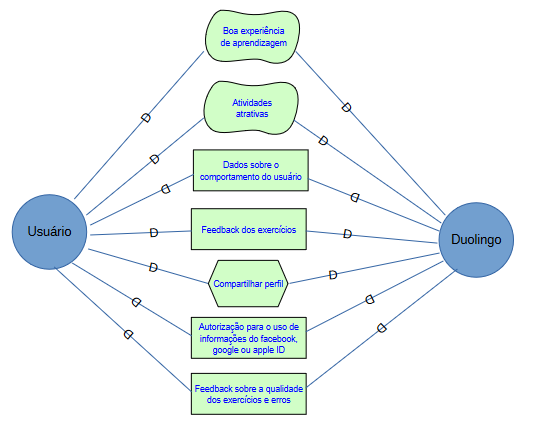 Boa experiência
de aprendizagem
D
D
Atividades
atrativas
D
D
Dados sobre o
comportamento do usuário
D
D
Usuário
Feedback dos exercícios
Duolingo
D
D
Compartilhar perfil
D
D
Autorização para o uso de
informações do facebook,
google ou apple ID
D
D
Feedback sobre a qualidade
dos exercícios e erros
D
D